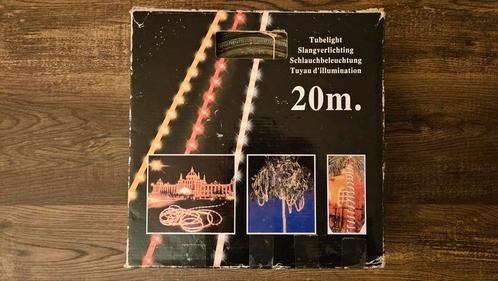 Tubelight
Slangverlichting
Schlauchbeleuchtung
Tuyau d'illumination
20m.